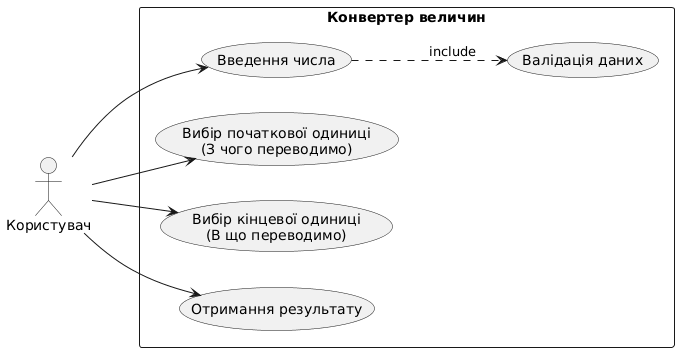 Конвертер величин
Введення числа
include
Валідація даних
Вибір початкової одиниці
(З чого переводимо)
Користувач
Вибір кінцевої одиниці
(В що переводимо)
Отримання результату